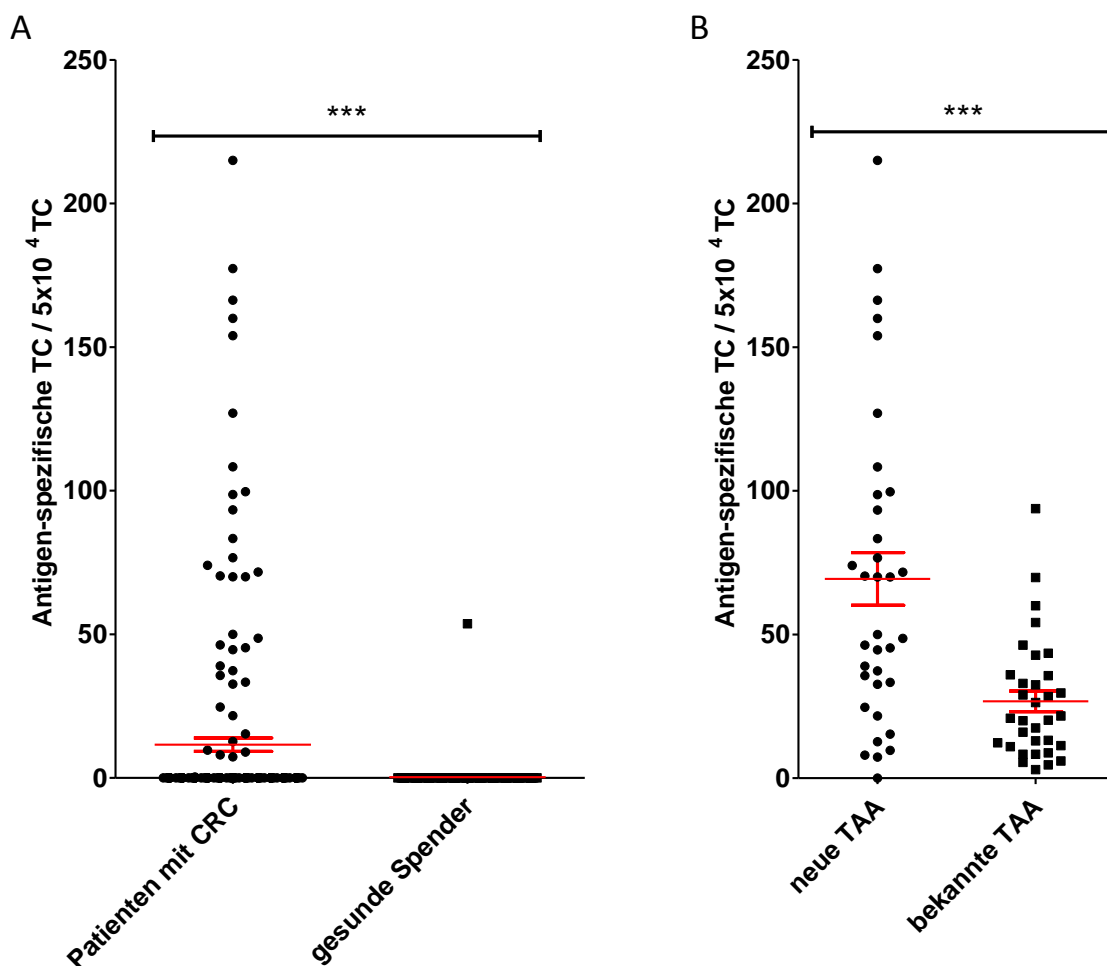 A
Antigen-spezifische TC / 5x10 4 TC
250
200
150
100
50
0
***
Patienten mit CRC
gesunde Spender
B
Antigen-spezifische TC / 5x10 4 TC
250
200
150
100
50
0
***
neue TAA
bekannte TAA